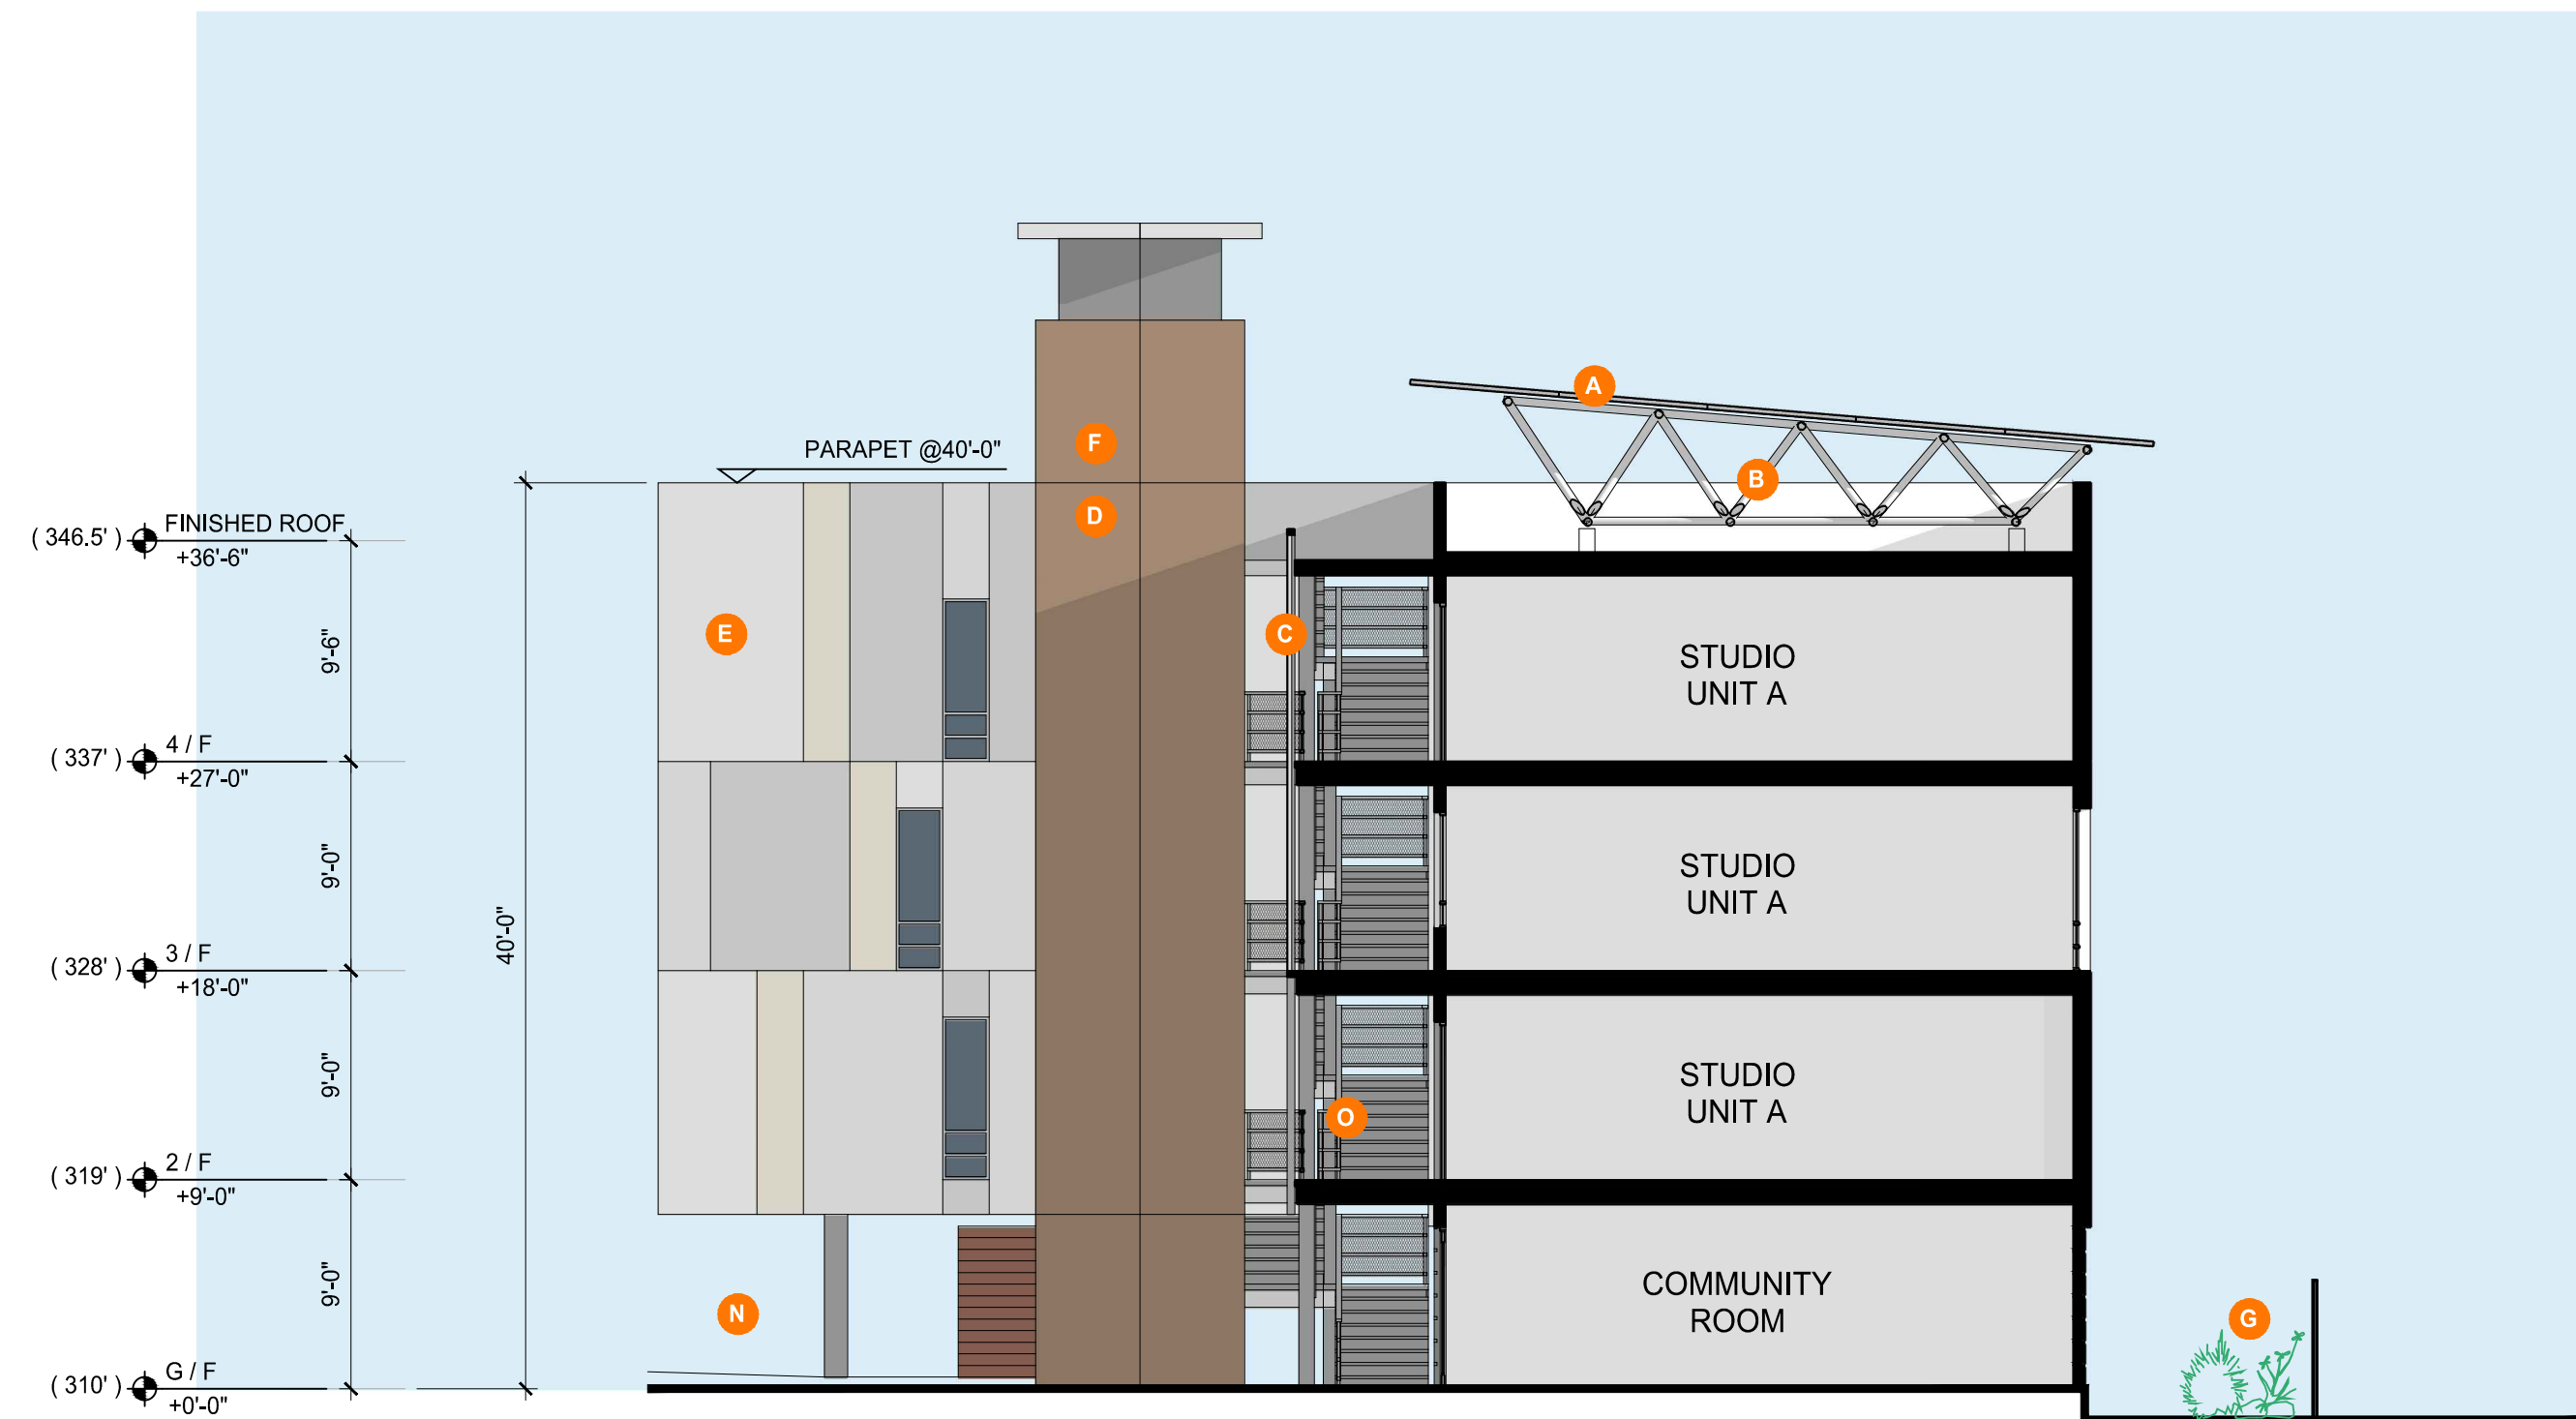 A
F
B
PARAPET @40'-0"
D
( 346.5' ) FINISHED ROOF
+36'-6"
9'-6"
E
C
STUDIO
UNIT A
( 337' ) 4 / F
+27'-0"
9'-0"
40'-0"
STUDIO
UNIT A
( 328' ) 3 / F
+18'-0"
9'-0"
STUDIO
UNIT A
O
( 319' ) 2 / F
+9'-0"
9'-0"
COMMUNITY
ROOM
N
G
( 310' ) G / F
+0'-0"